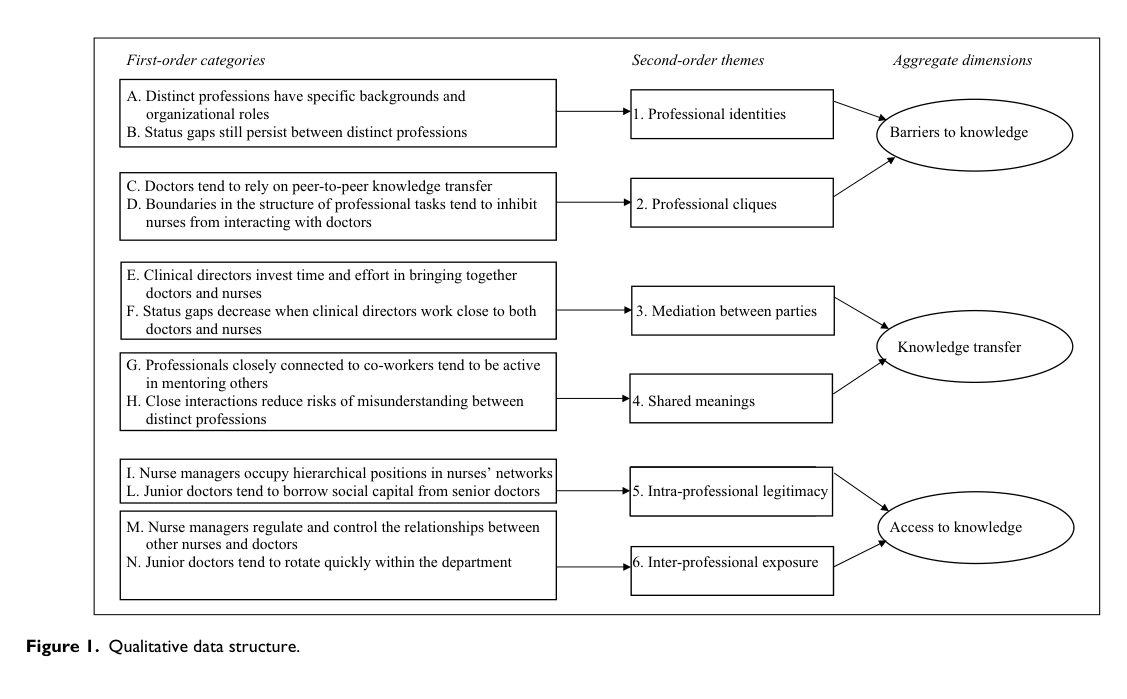 First-order categories
Second-order themes
Aggregate dimensions
A. Distinct professions have specific backgrounds and
organizational roles
B. Status gaps still persist between distinct professions
1. Professional identities
Barriers to knowledge
C. Doctors tend to rely on peer-to-peer knowledge transfer
D. Boundaries in the structure of professional tasks tend to inhibit
nurses from interacting with doctors
2. Professional cliques
E. Clinical directors invest time and effort in bringing together
doctors and nurses
F. Status gaps decrease when clinical directors work close to both
doctors and nurses
3. Mediation between parties
Knowledge transfer
G. Professionals closely connected to co-workers tend to be active
in mentoring others
H. Close interactions reduce risks of misunderstanding between
distinct professions
4. Shared meanings
I. Nurse managers occupy hierarchical positions in nurses’ networks
L. Junior doctors tend to borrow social capital from senior doctors
5. Intra-professional legitimacy
Access to knowledge
M. Nurse managers regulate and control the relationships between
other nurses and doctors
N. Junior doctors tend to rotate quickly within the department
6. Inter-professional exposure
Figure 1. Qualitative data structure.